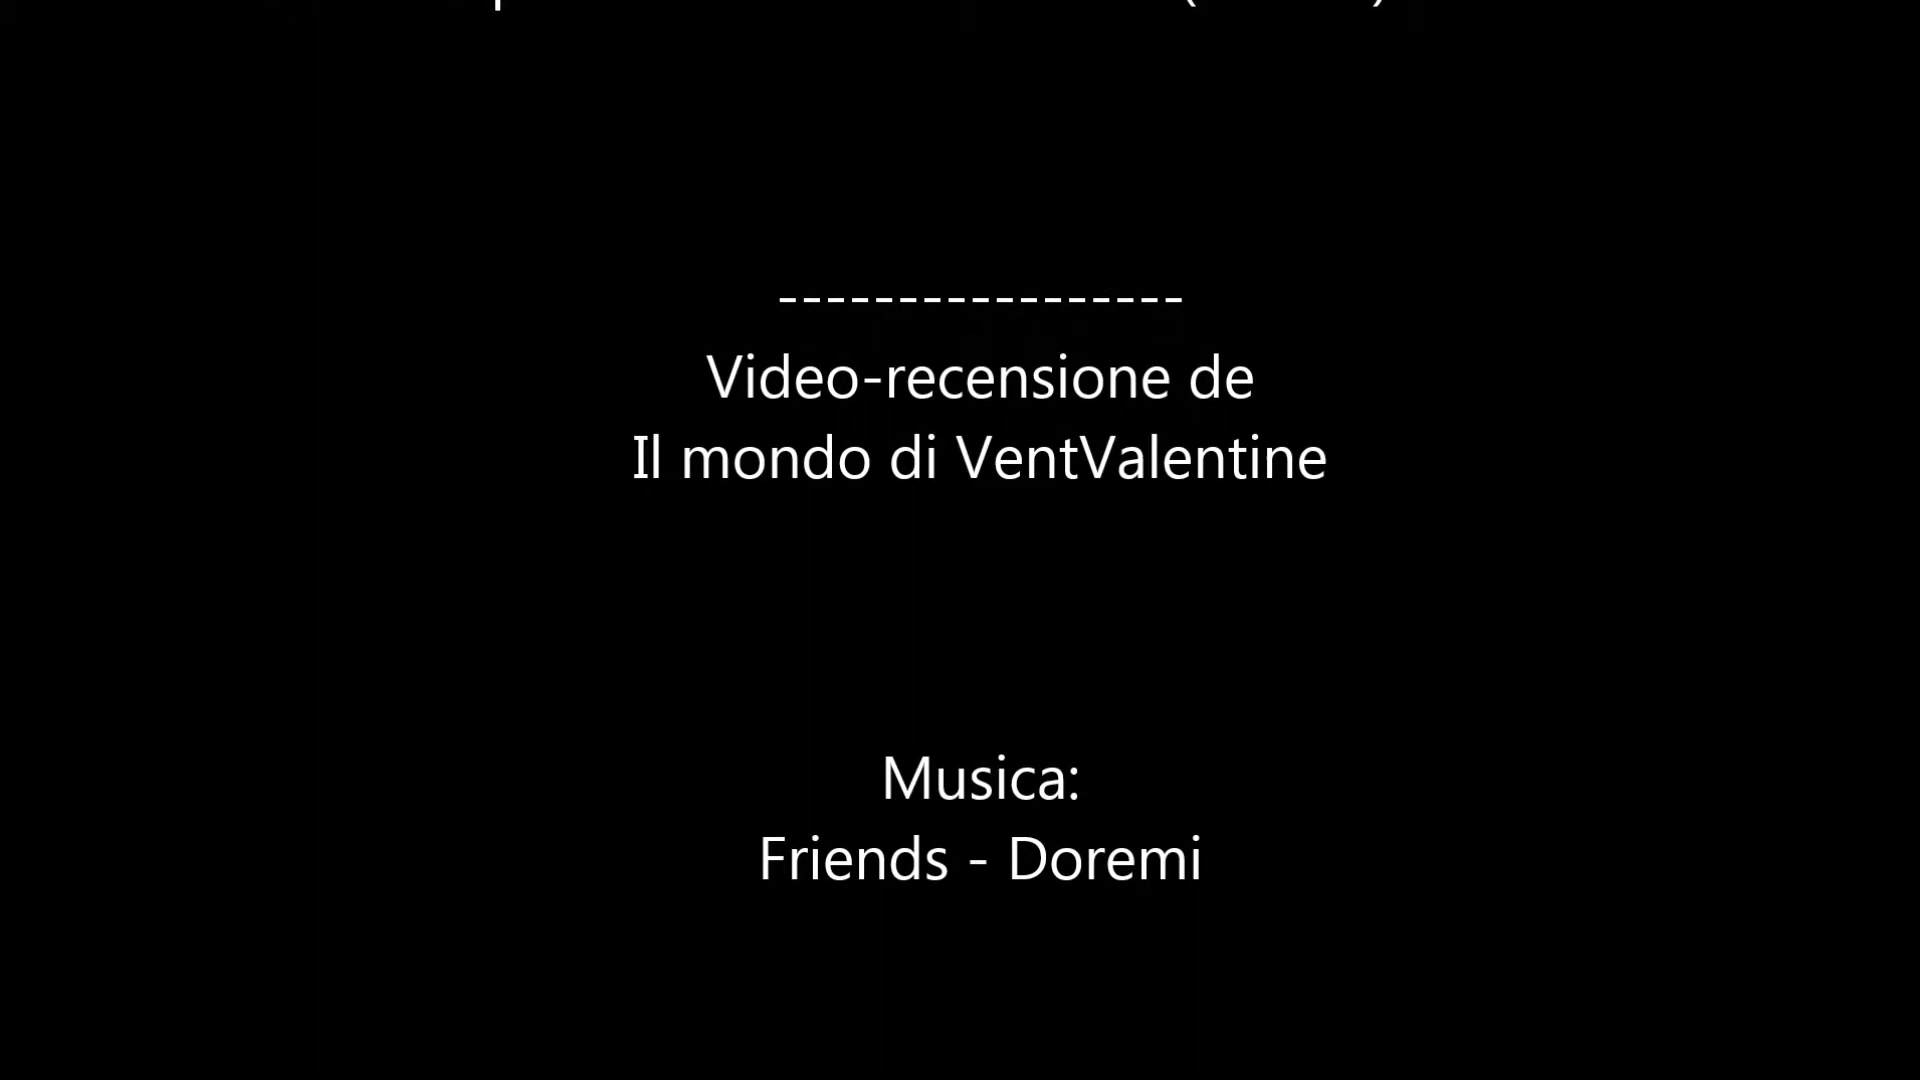 -----------------
Video-recensione de
Il mondo di VentValentine
Musica:
Friends - Doremi